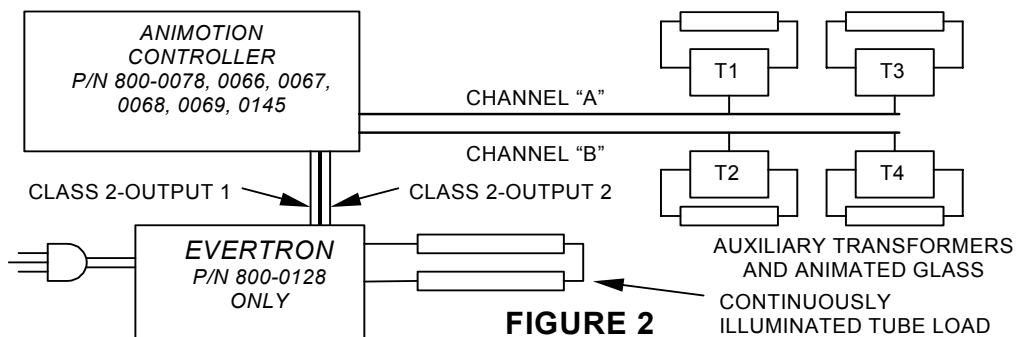 ANIMOTION
CONTROLLER
P/N 800-0078, 0066, 0067,
0068, 0069, 0145
T1
T3
CHANNEL “A”
CHANNEL “B”
T2
T4
CLASS 2-OUTPUT 1
CLASS 2-OUTPUT 2
EVERTRON
P/N 800-0128
ONLY
AUXILIARY TRANSFORMERS
AND ANIMATED GLASS
CONTINUOUSLY
ILLUMINATED TUBE LOAD
FIGURE 2